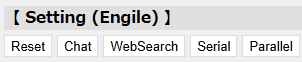 【 Setting (Engile) 】
Reset Chat WebSearch Serial Parallel